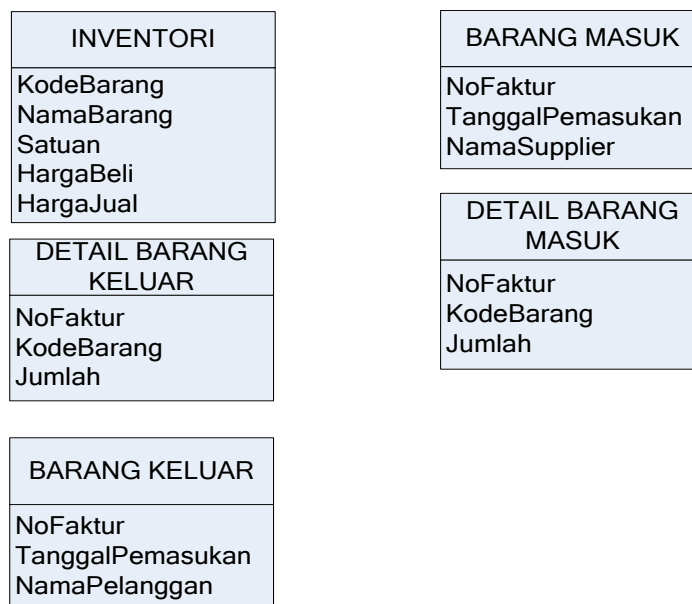 INVENTORI
KodeBarang
NamaBarang
Satuan
HargaBeli
HargaJual
DETAIL BARANG
KELUAR
NoFaktur
KodeBarang
Jumlah
BARANG KELUAR
NoFaktur
TanggalPemasukan
NamaPelanggan
BARANG MASUK
NoFaktur
TanggalPemasukan
NamaSupplier
DETAIL BARANG
MASUK
NoFaktur
KodeBarang
Jumlah